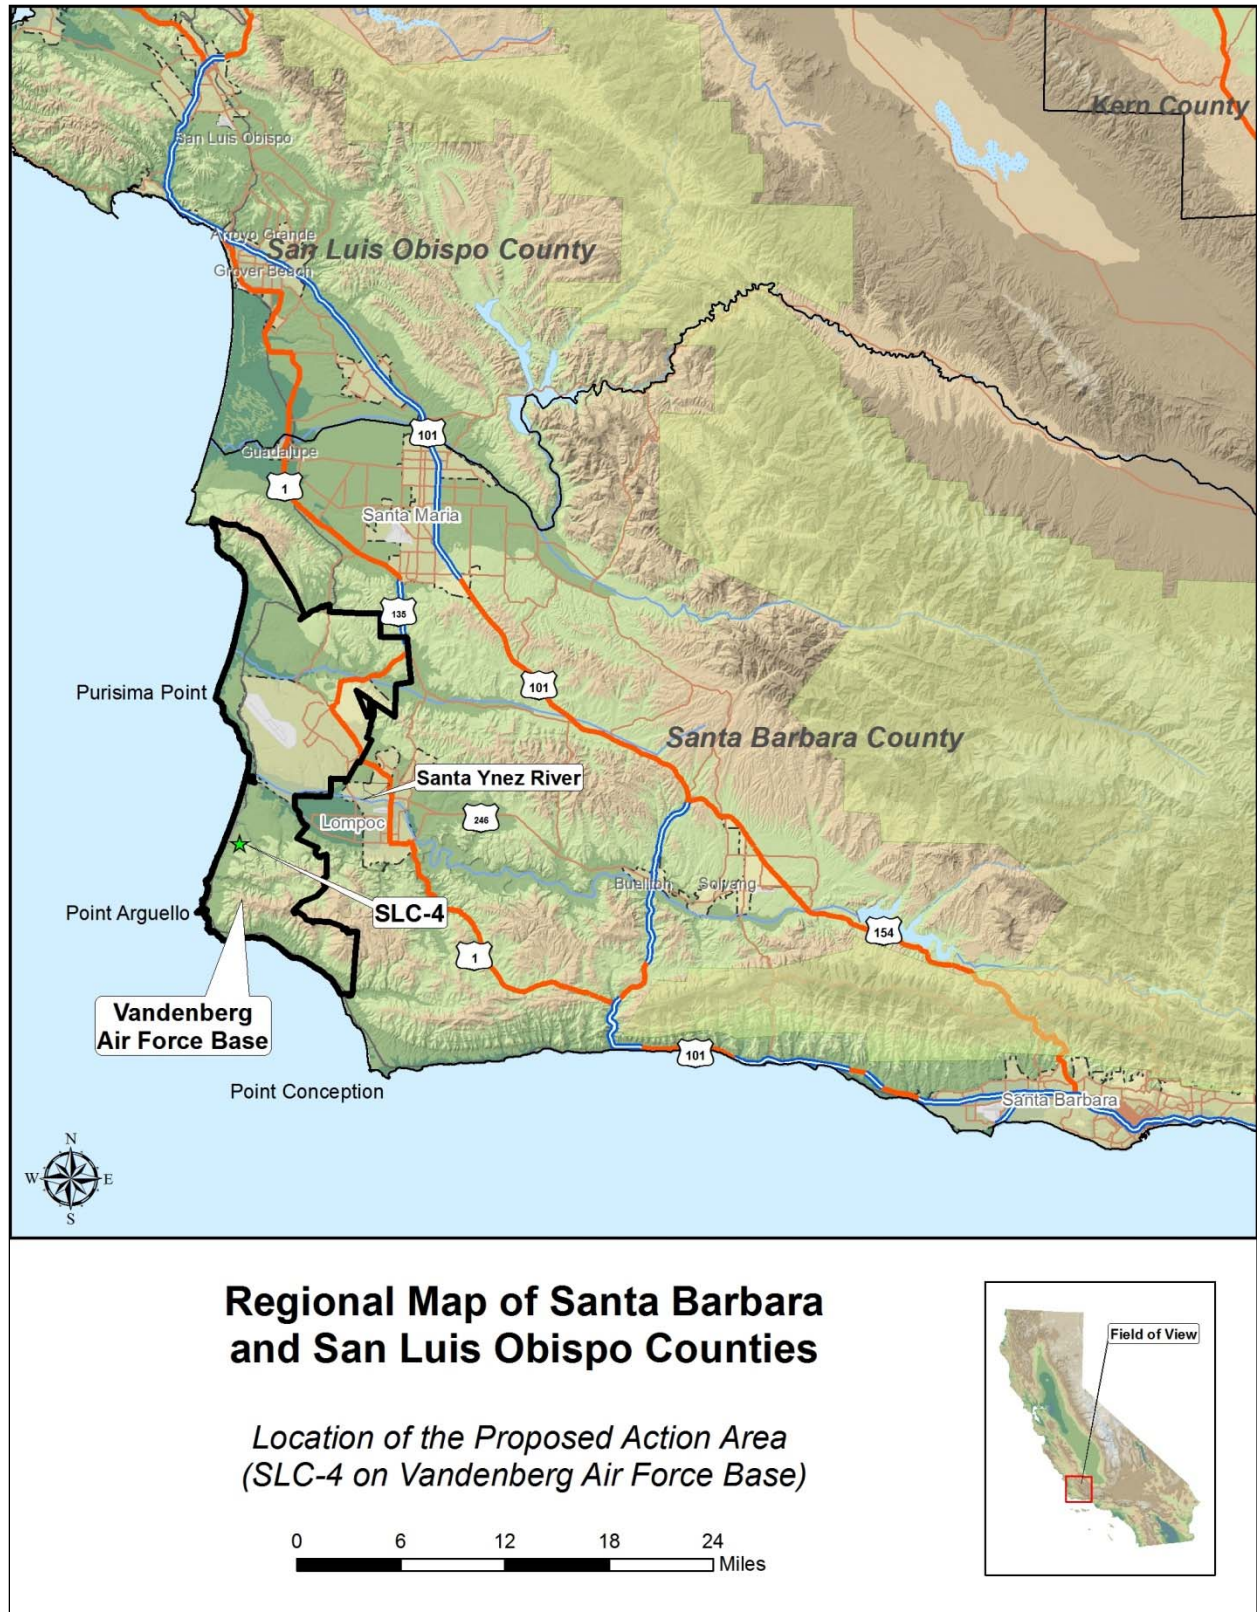 Kern County
San Luis Obispo
Arroyo Grande
San Luis Obispo County
Grover Beach
101
Guadalupe
1
Santa Maria
135
101
Purisima Point
Santa Barbara County
Santa Ynez River
246
Lompoc
Buellton
Solvang
SLC-4
Point Arguello
154
1
Vandenberg
Air Force Base
101
Point Conception
Santa Barbara
N
W
E
S
Regional Map of Santa Barbara
and San Luis Obispo Counties
Location of the Proposed Action Area
(SLC-4 on Vandenberg Air Force Base)
0 6 12 18 24
Miles
Field of View